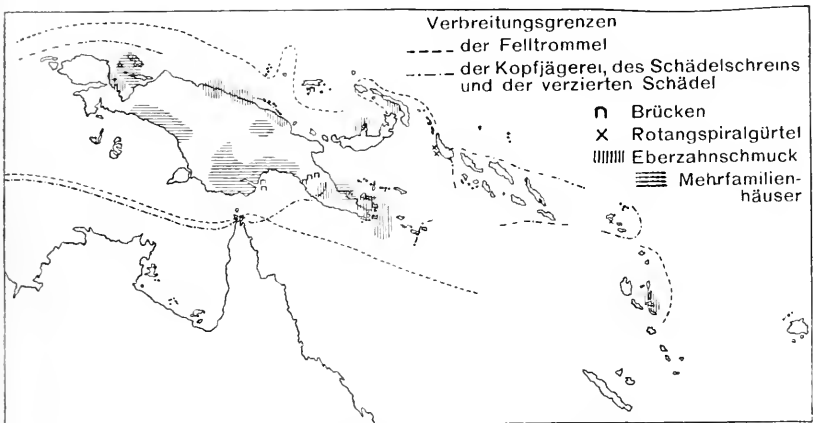 Verbreitungsgrenzen
der Felltrommel
der Kopfjägerei, des Schädelschreins
und der verzierten Schädel
Brücken
Rotangspiralgürtel
Eberzahnschmuck
Mehrfamilien-
häuser